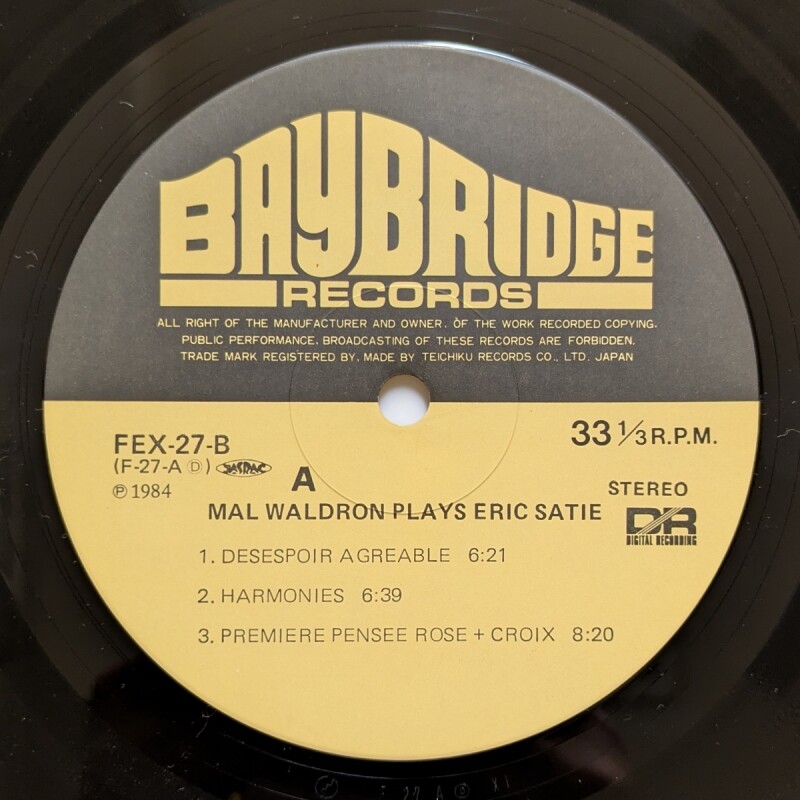 BAYBRIDGE
RECORDS
ALL RIGHT OF THE MANUFACTURER AND OWNER. OF THE WORK RECORDED COPYING.
PUBLIC PERFORMANCE. BROADCASTING OF THESE RECORDS ARE FORBIDDEN.
TRADE MARK REGISTERED BY. MADE BY TEICHIKU RECORDS CO., LTD. JAPAN
FEX-27-B
33 1/3 R.P.M.
(F-27-A Ⓓ) JASRAC
℗ 1984
A
STEREO
MAL WALDRON PLAYS ERIC SATIE
DR
DIGITAL RECORDING
1. DESESPOIR AGREABLE 6:21
2. HARMONIES 6:39
3. PREMIERE PENSEE ROSE + CROIX 8:20